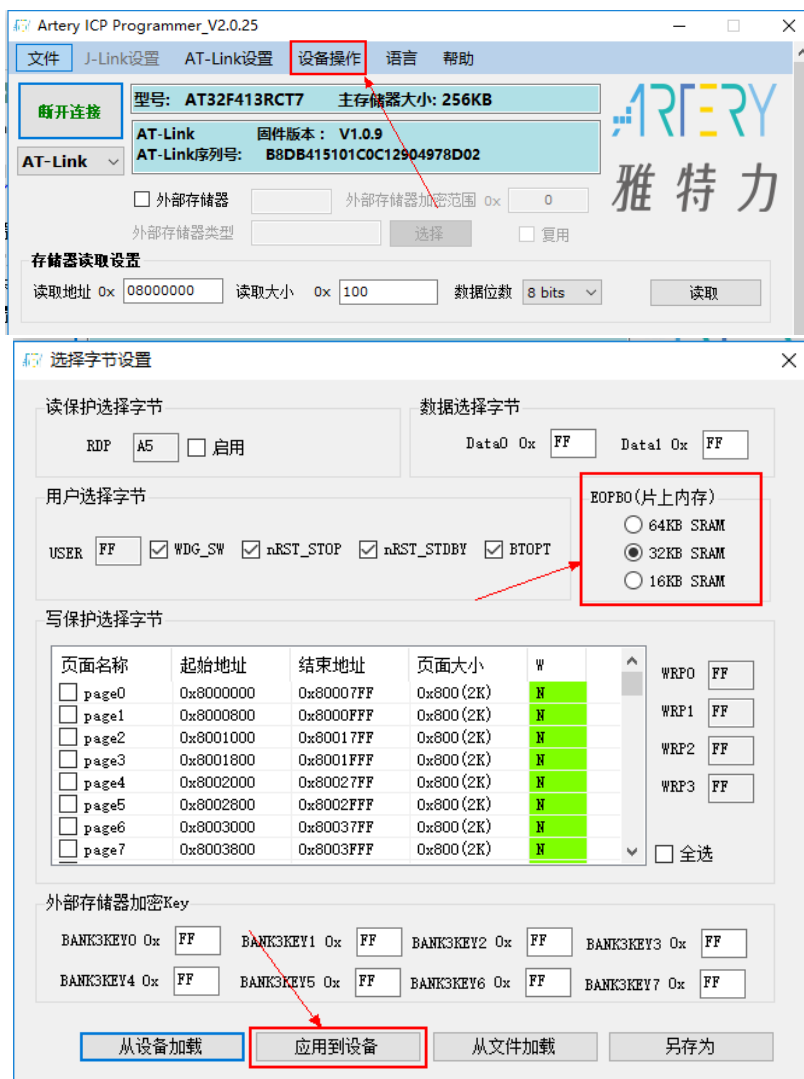 Artery ICP Programmer_V2.0.25
文件 J-Link设置 AT-Link设置 设备操作 语言 帮助
断开连接
型号: AT32F413RCT7 主存储器大小: 256KB
AT-Link 固件版本: V1.0.9
AT-Link序列号: B8DB415101C0C12904978D02
AT-Link
ARTERY
雅特力
外部存储器 外部存储器加密范围 0x 0
外部存储器类型 选择 复用
存储器读取设置
读取地址 0x 08000000 读取大小 0x 100 数据位数 8 bits 读取
选择字节设置
读保护选择字节
RDP A5 启用
数据选择字节
Data0 0x FF Data1 0x FF
用户选择字节
USER FF WDG_SW nRST_STOP nRST_STDBY BTOPT
EOPB0(片上内存)
64KB SRAM
32KB SRAM
16KB SRAM
写保护选择字节
页面名称 起始地址 结束地址 页面大小 W
page0 0x8000000 0x80007FF 0x800(2K) N
page1 0x8000800 0x8000FFF 0x800(2K) N
page2 0x8001000 0x80017FF 0x800(2K) N
page3 0x8001800 0x8001FFF 0x800(2K) N
page4 0x8002000 0x80027FF 0x800(2K) N
page5 0x8002800 0x8002FFF 0x800(2K) N
page6 0x8003000 0x80037FF 0x800(2K) N
page7 0x8003800 0x8003FFF 0x800(2K) N
WRP0 FF
WRP1 FF
WRP2 FF
WRP3 FF
全选
外部存储器加密Key
BANK3KEY0 0x FF BANK3KEY1 0x FF BANK3KEY2 0x FF BANK3KEY3 0x FF
BANK3KEY4 0x FF BANK3KEY5 0x FF BANK3KEY6 0x FF BANK3KEY7 0x FF
从设备加载 应用到设备 从文件加载 另存为